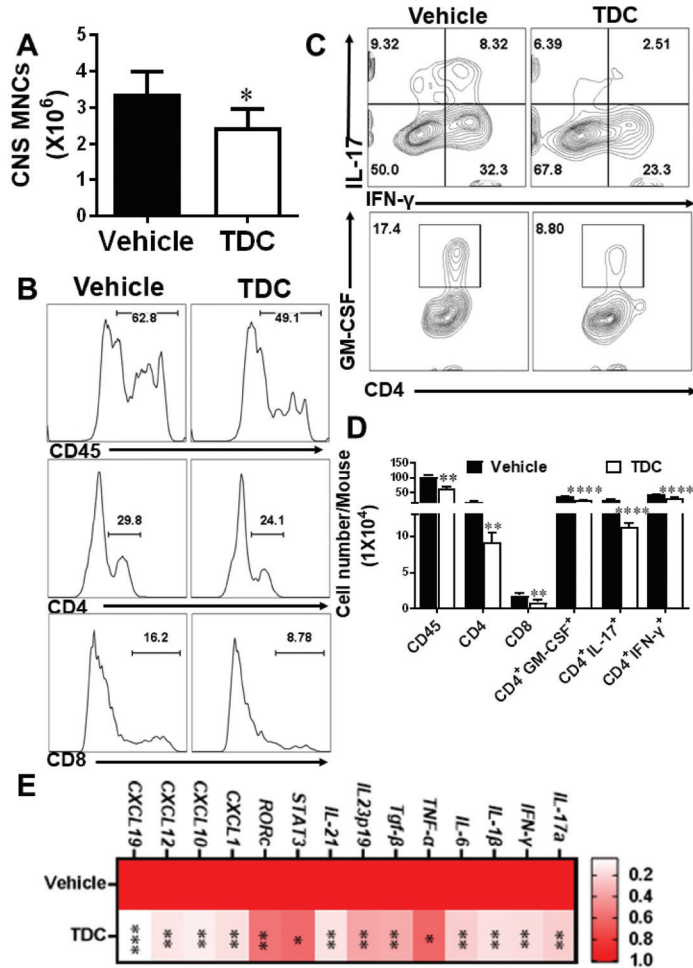 A
CNS MNCs
(X10⁶)
5
4
3
2
1
0
*
Vehicle
TDC
B
Vehicle
TDC
62.8
49.1
CD45
29.8
24.1
CD4
16.2
8.78
CD8
C
Vehicle
TDC
IL-17
9.32
8.32
6.39
2.51
50.0
32.3
67.8
23.3
IFN-γ
GM-CSF
17.4
8.80
CD4
D
Cell number/Mouse
(1X10⁴)
150
100
50
10
5
0
Vehicle
TDC
**
**
**
****
****
****
CD45
CD4
CD8
CD4⁺ GM-CSF⁺
CD4⁺ IL-17⁺
CD4⁺ IFN-γ⁺
E
CXCL19
CXCL12
CXCL10
CXCL1
RORc
STAT3
IL-21
IL23p19
Tgf-β
TNF-α
IL-6
IL-1β
IFN-γ
IL-17a
Vehicle
TDC
***
**
**
**
**
*
**
**
**
*
**
**
**
**
0.2
0.4
0.6
0.8
1.0